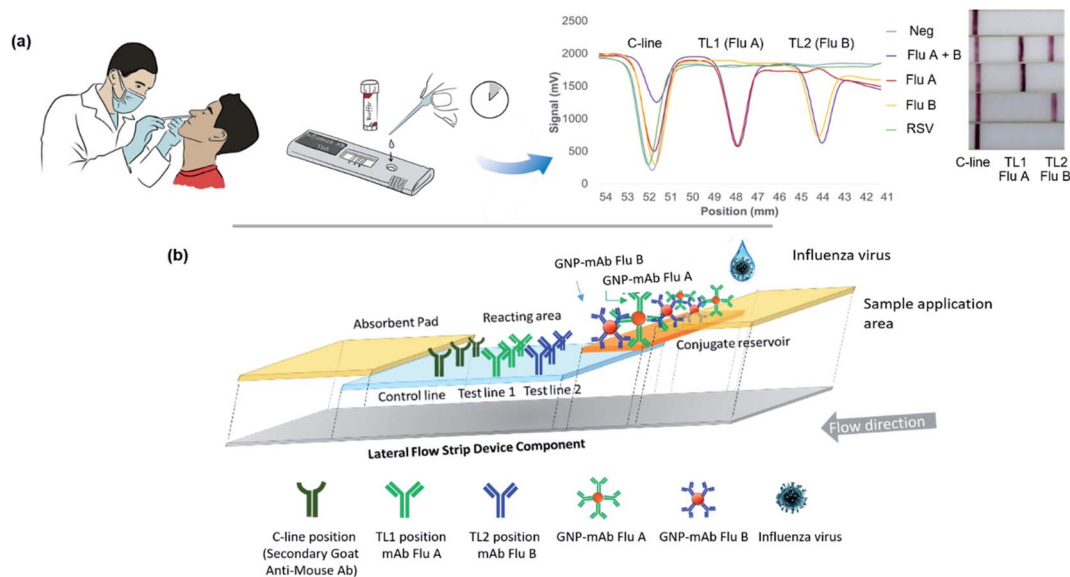 (a)
Buffer
Signal (mV)
2500
2000
1500
1000
500
0
C-line
TL1 (Flu A)
TL2 (Flu B)
54 53 52 51 50 49 48 47 46 45 44 43 42 41
Position (mm)
Neg
Flu A + B
Flu A
Flu B
RSV
C-line TL1 TL2
Flu A Flu B
(b)
GNP-mAb Flu B
GNP-mAb Flu A
Influenza virus
Sample application
area
Absorbent Pad
Reacting area
Conjugate reservoir
Control line
Test line 1
Test line 2
Flow direction
Lateral Flow Strip Device Component
C-line position
(Secondary Goat
Anti-Mouse Ab)
TL1 position
mAb Flu A
TL2 position
mAb Flu B
GNP-mAb Flu A
GNP-mAb Flu B
Influenza virus